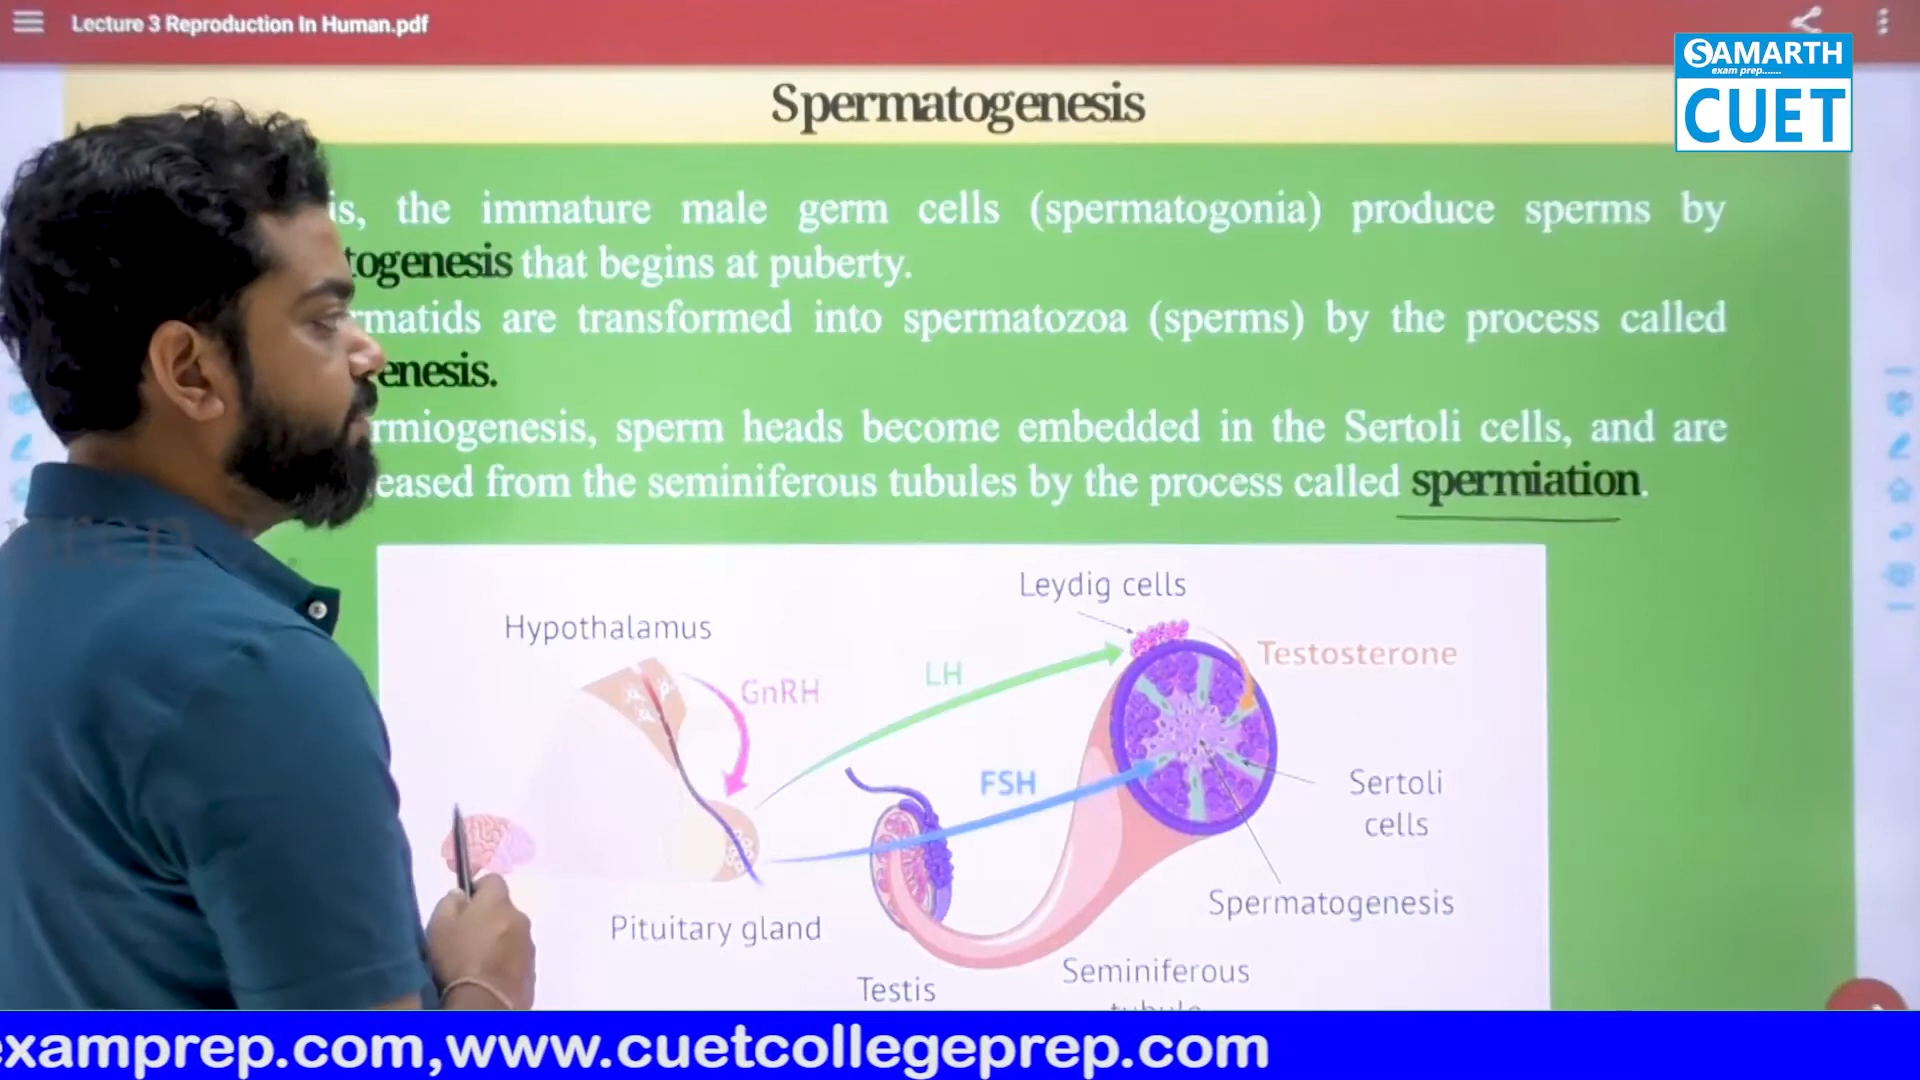 Lecture 3 Reproduction In Human.pdf
SAMARTH
exam prep.......
CUET
Spermatogenesis
is, the immature male germ cells (spermatogonia) produce sperms by
togenesis that begins at puberty.
rmatids are transformed into spermatozoa (sperms) by the process called
enesis.
rmiogenesis, sperm heads become embedded in the Sertoli cells, and are
eased from the seminiferous tubules by the process called spermiation.
Leydig cells
Hypothalamus
Testosterone
LH
GnRH
FSH
Sertoli
cells
Spermatogenesis
Pituitary gland
Seminiferous
Testis
tubule
prep
examprep.com,www.cuetcollegeprep.com